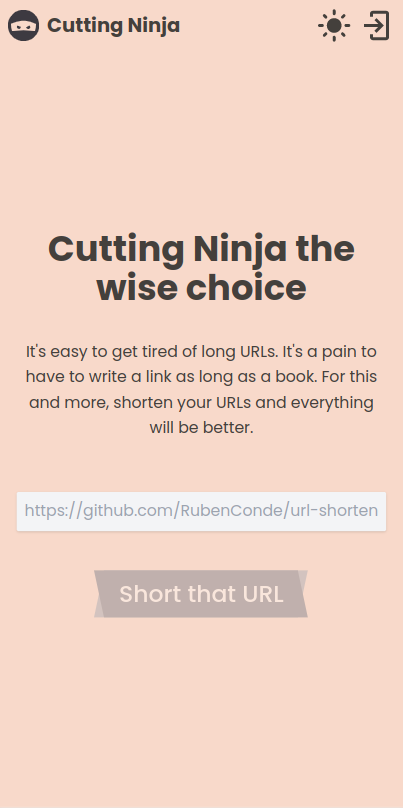 Cutting Ninja
Cutting Ninja the
wise choice
It's easy to get tired of long URLs. It's a pain to
have to write a link as long as a book. For this
and more, shorten your URLs and everything
will be better.
https://github.com/RubenConde/url-shorten
Short that URL